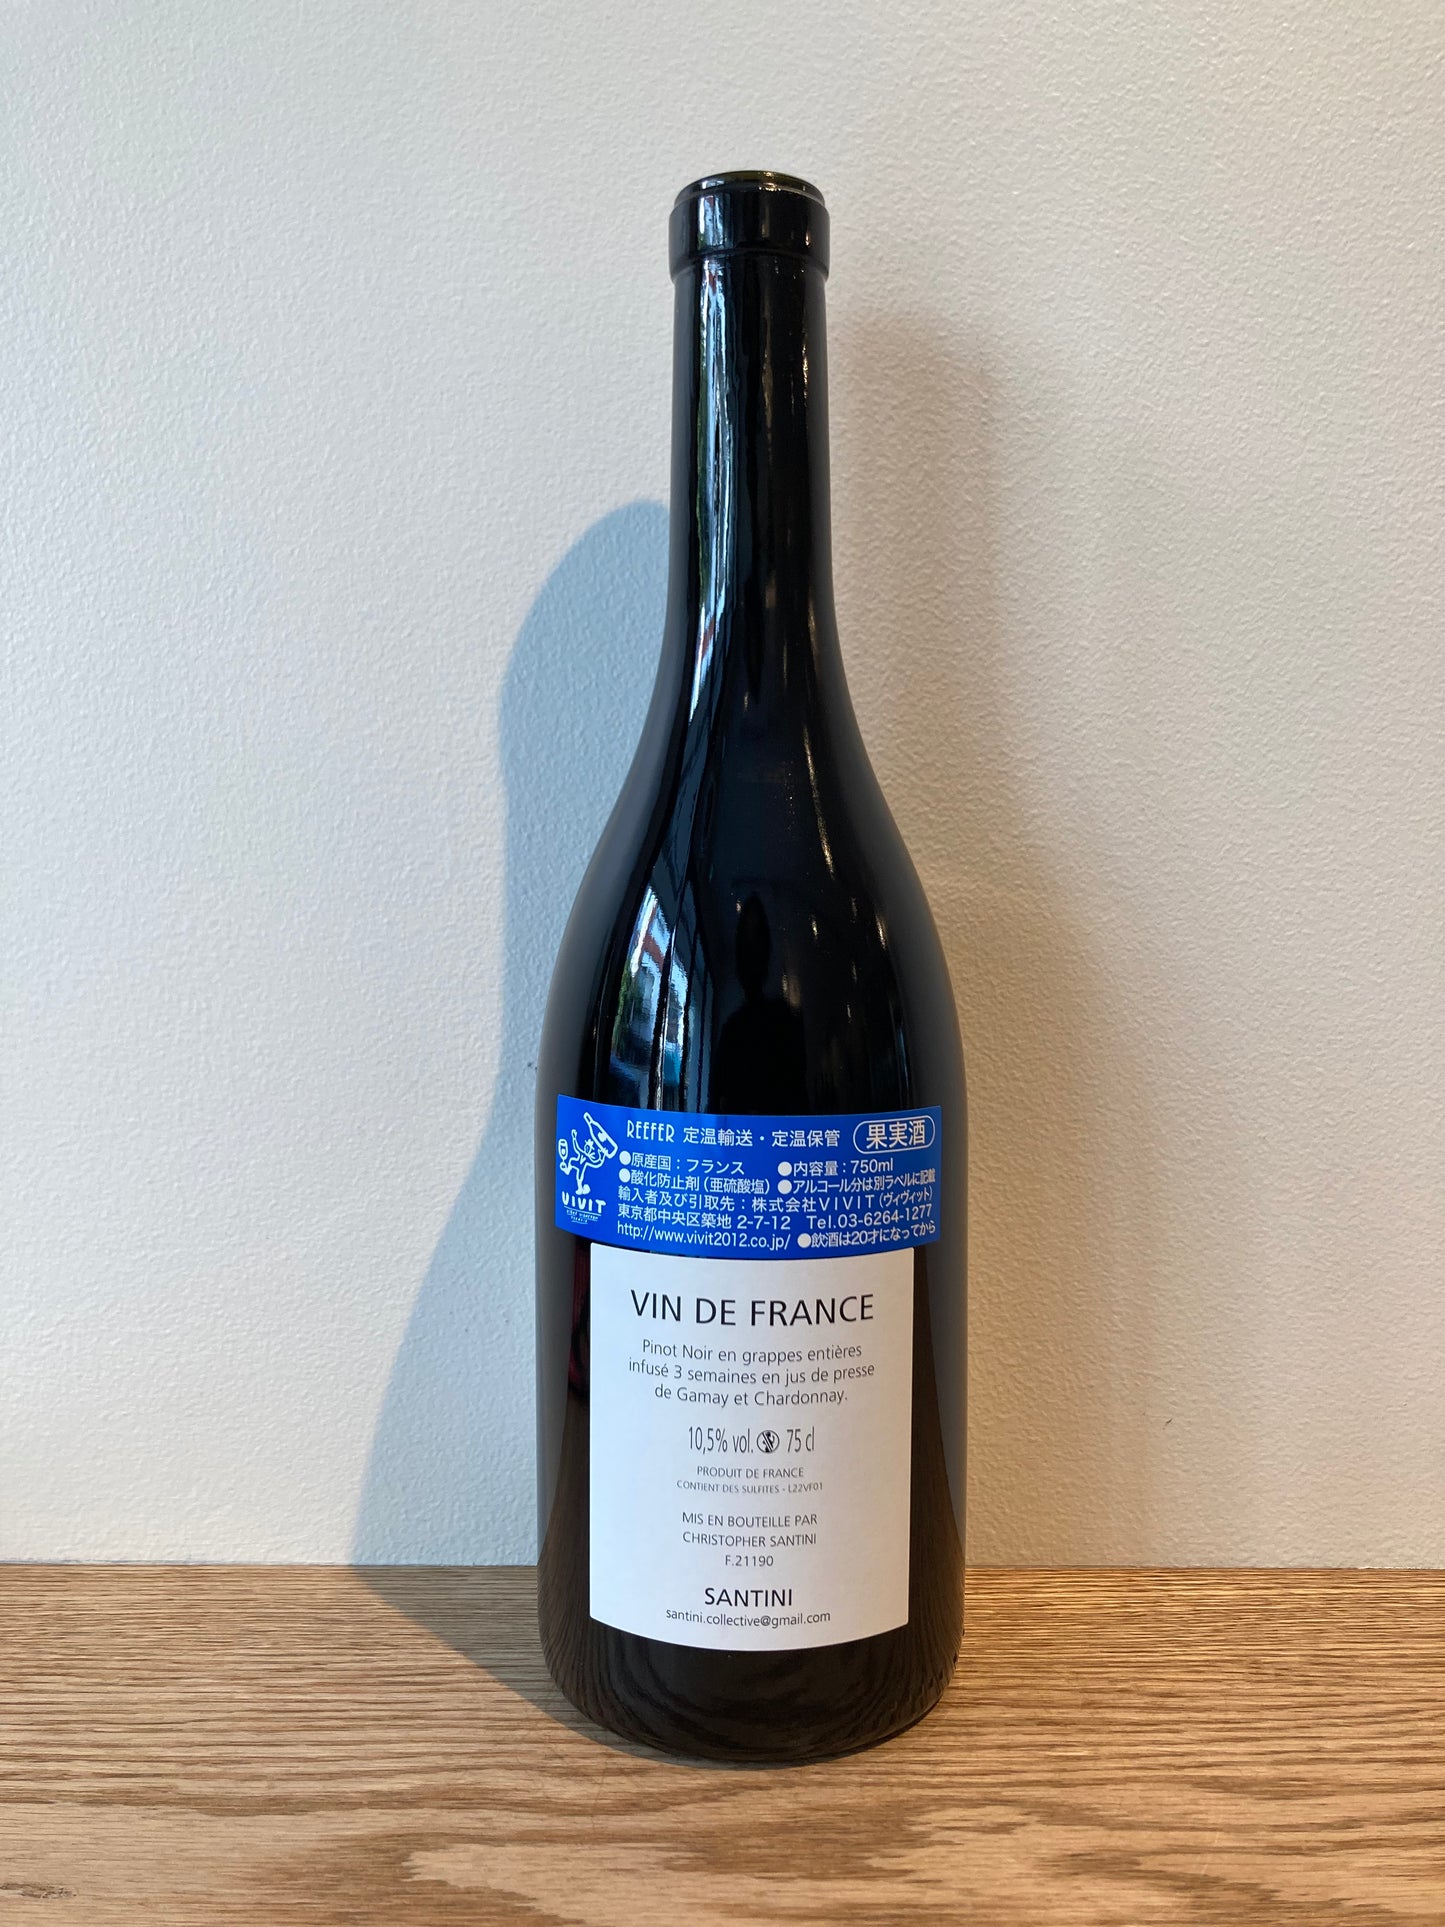 REEFER 定温輸送・定温保管 果実酒
●原産国：フランス ●内容量：750ml
●酸化防止剤（亜硫酸塩）●アルコール分は別ラベルに記載
輸入者及び引取先：株式会社VIVIT（ヴィヴィット）
東京都中央区築地 2-7-12 Tel.03-6264-1277
http://www.vivit2012.co.jp/ ●飲酒は20才になってから
VIVIT
VIN DE FRANCE
Pinot Noir en grappes entières
infusé 3 semaines en jus de presse
de Gamay et Chardonnay.
10,5% vol. 75 cl
PRODUIT DE FRANCE
CONTIENT DES SULFITES - L22VF01
MIS EN BOUTEILLE PAR
CHRISTOPHER SANTINI
F.21190
SANTINI
santini.collective@gmail.com